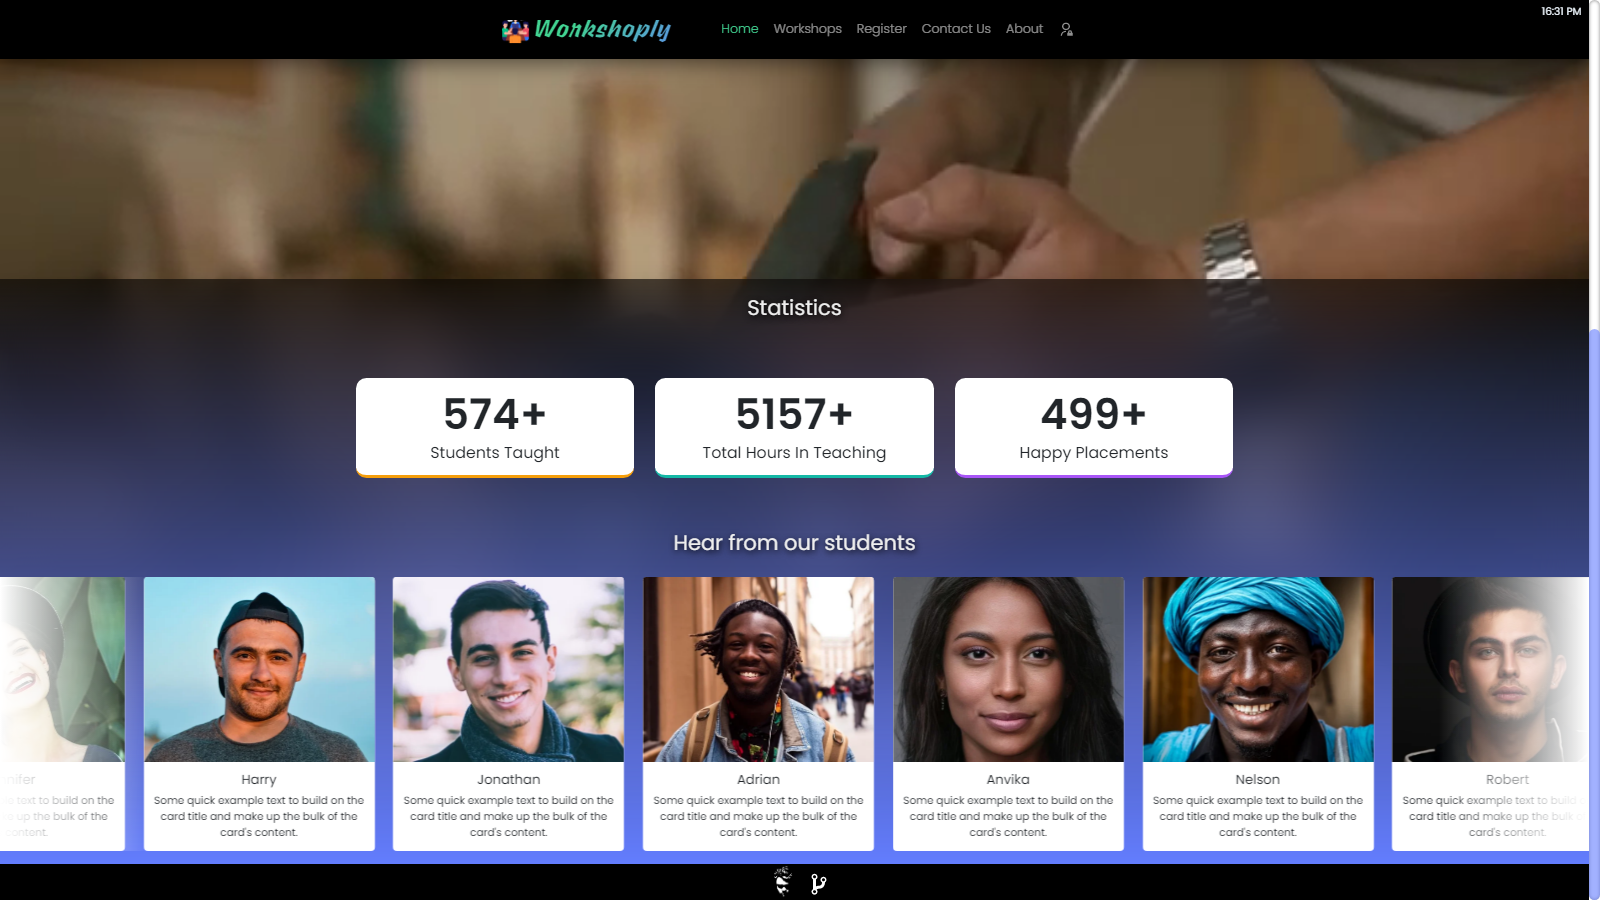 Workshoply
Home Workshops Register Contact Us About
16:31 PM
Statistics
574+
Students Taught
5157+
Total Hours In Teaching
499+
Happy Placements
Hear from our students
nifer
text to build on the
up the bulk of the
content.
Harry
Some quick example text to build on the
card title and make up the bulk of the
card's content.
Jonathan
Some quick example text to build on the
card title and make up the bulk of the
card's content.
Adrian
Some quick example text to build on the
card title and make up the bulk of the
card's content.
Anvika
Some quick example text to build on the
card title and make up the bulk of the
card's content.
Nelson
Some quick example text to build on the
card title and make up the bulk of the
card's content.
Robert
Some quick example text to build
card title and make up the bulk
card's content.